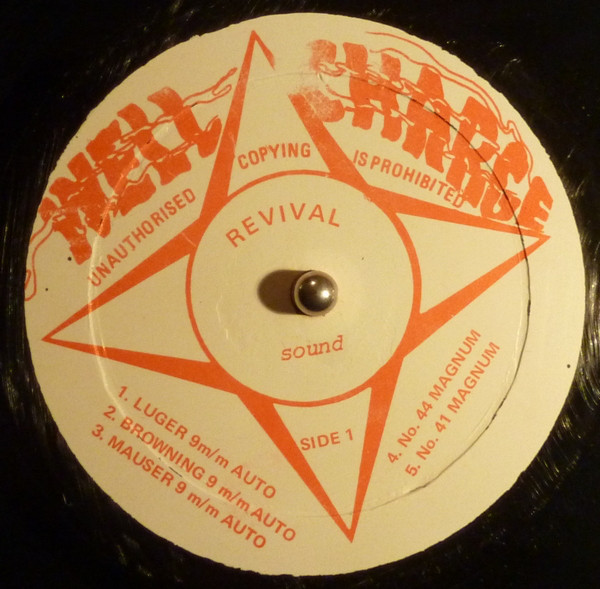 WELL CHARGE
UNAUTHORISED COPYING IS PROHIBITED
REVIVAL
sound
SIDE 1
1. LUGER 9m/m AUTO
2. BROWNING 9 m/m AUTO
3. MAUSER 9 m/m AUTO
4. No. 44 MAGNUM
5. No. 41 MAGNUM